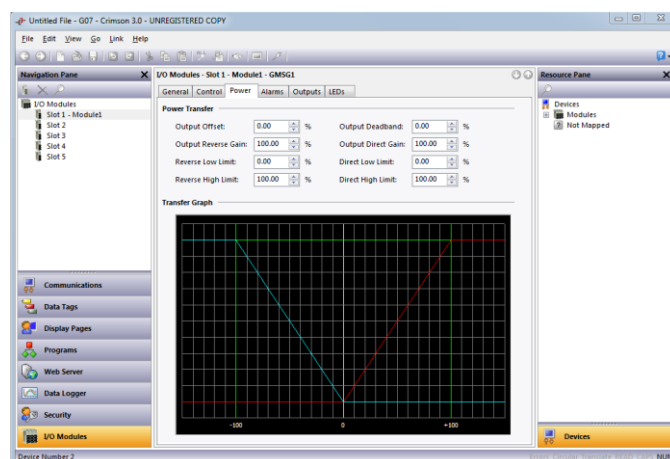 Untitled File - G07 - Crimson 3.0 - UNREGISTERED COPY
File Edit View Go Link Help
Navigation Pane
I/O Modules
Slot 1 - Module1
Slot 2
Slot 3
Slot 4
Slot 5
Communications
Data Tags
Display Pages
Programs
Web Server
Data Logger
Security
I/O Modules
I/O Modules - Slot 1 - Module1 - GMSG1
General Control Power Alarms Outputs LEDs
Power Transfer
Output Offset: 0.00 % Output Deadband: 0.00 %
Output Reverse Gain: 100.00 % Output Direct Gain: 100.00 %
Reverse Low Limit: 0.00 % Direct Low Limit: 0.00 %
Reverse High Limit: 100.00 % Direct High Limit: 100.00 %
Transfer Graph
-100 0 +100
Resource Pane
Devices
Modules
Not Mapped
Devices
Device Number 2